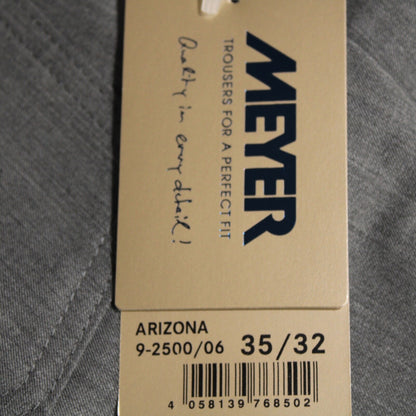 MEYER
TROUSERS FOR A PERFECT FIT
Quality in every detail!
ARIZONA
9-2500/06 35/32
4 058139 768502